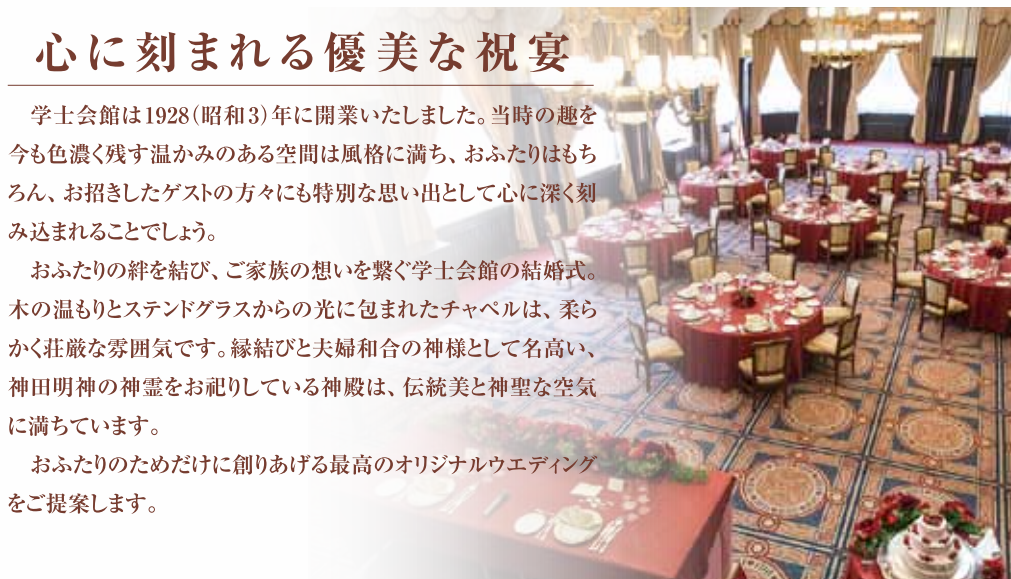 心に刻まれる優美な祝宴
　学士会館は1928（昭和3）年に開業いたしました。当時の趣を
今も色濃く残す温かみのある空間は風格に満ち、おふたりはもち
ろん、お招きしたゲストの方々にも特別な思い出として心に深く刻
み込まれることでしょう。
　おふたりの絆を結び、ご家族の想いを繋ぐ学士会館の結婚式。
木の温もりとステンドグラスからの光に包まれたチャペルは、柔ら
かく荘厳な雰囲気です。縁結びと夫婦和合の神様として名高い、
神田明神の神霊をお祀りしている神殿は、伝統美と神聖な空気
に満ちています。
　おふたりのためだけに創りあげる最高のオリジナルウエディング
をご提案します。